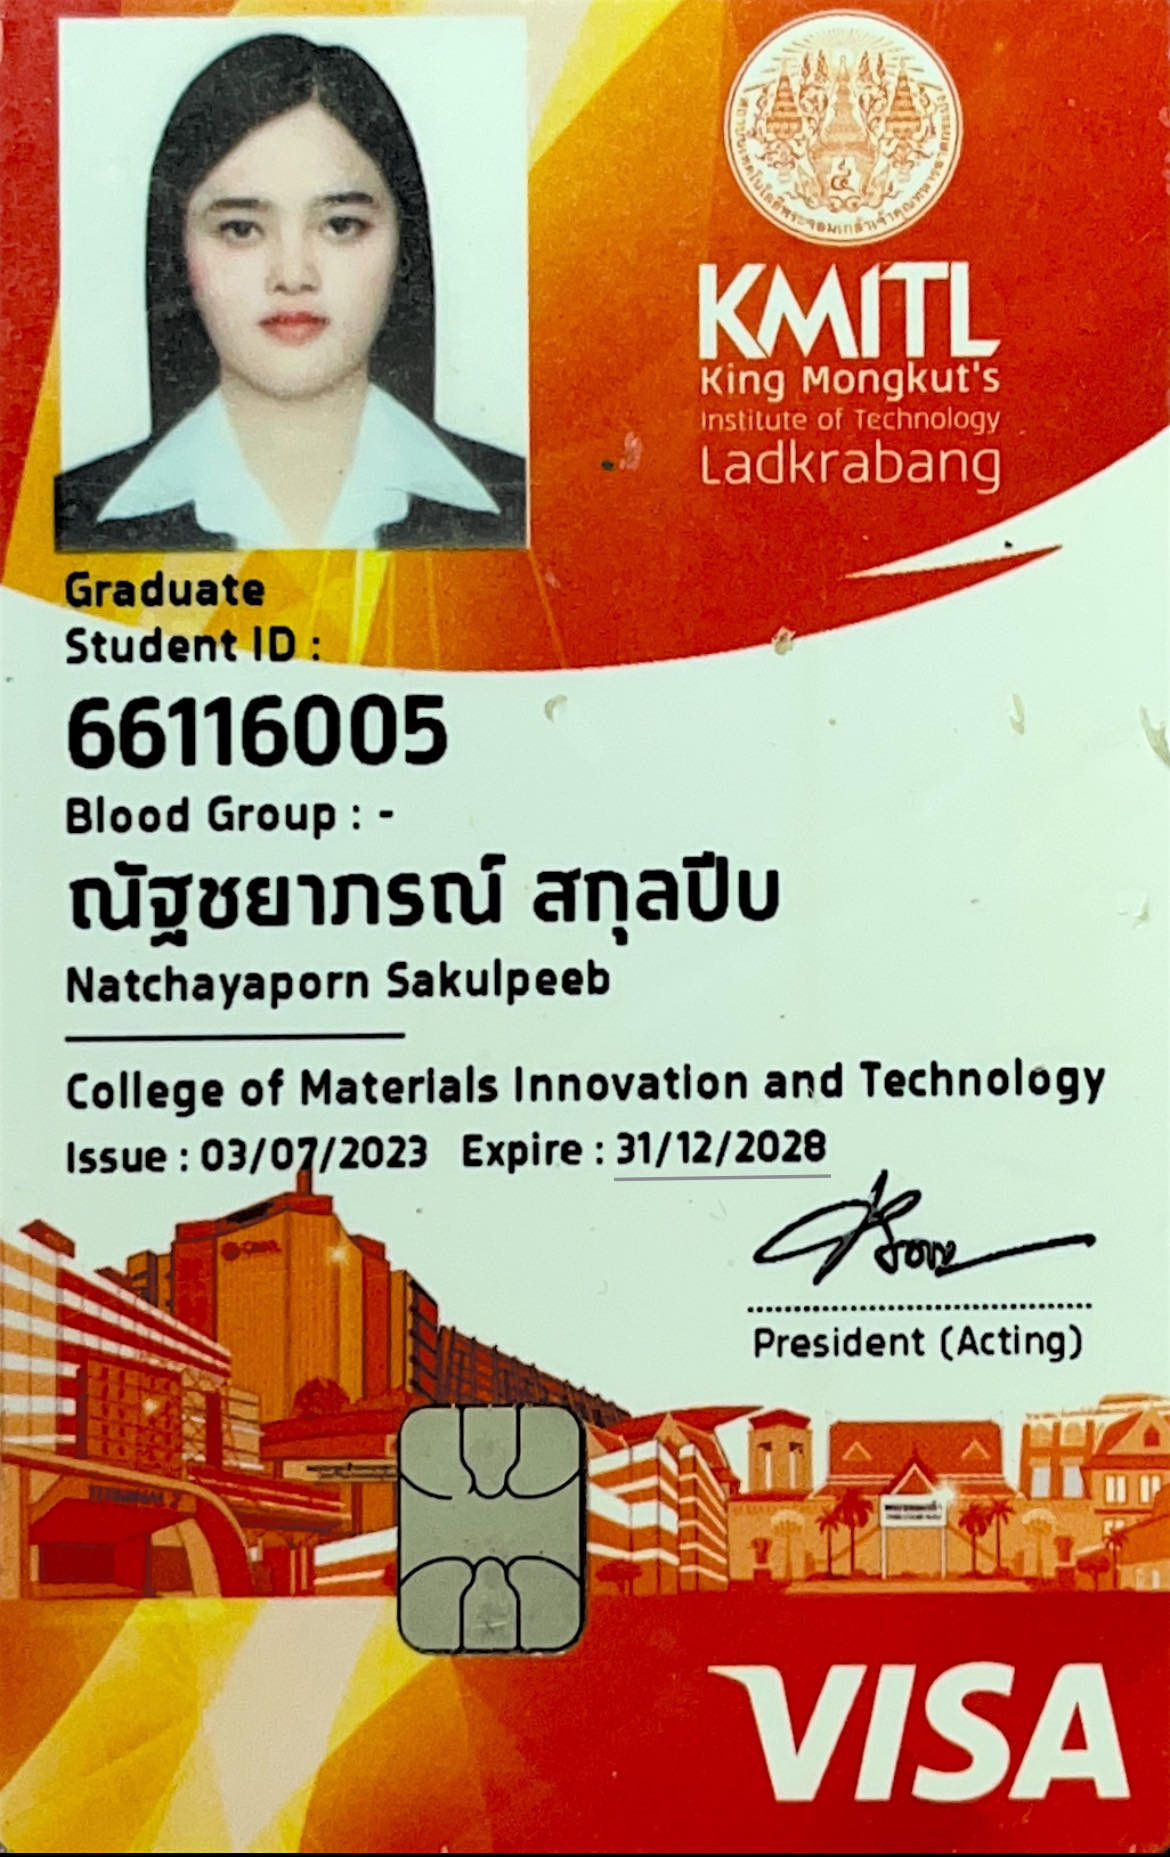 KMITL
King Mongkut's
Institute of Technology
Ladkrabang
Graduate
Student ID :
66116005
Blood Group : -
ณัฐชยาภรณ์ สกุลปีบ
Natchayaporn Sakulpeeb
College of Materials Innovation and Technology
Issue : 03/07/2023 Expire : 31/12/2028
President (Acting)
VISA